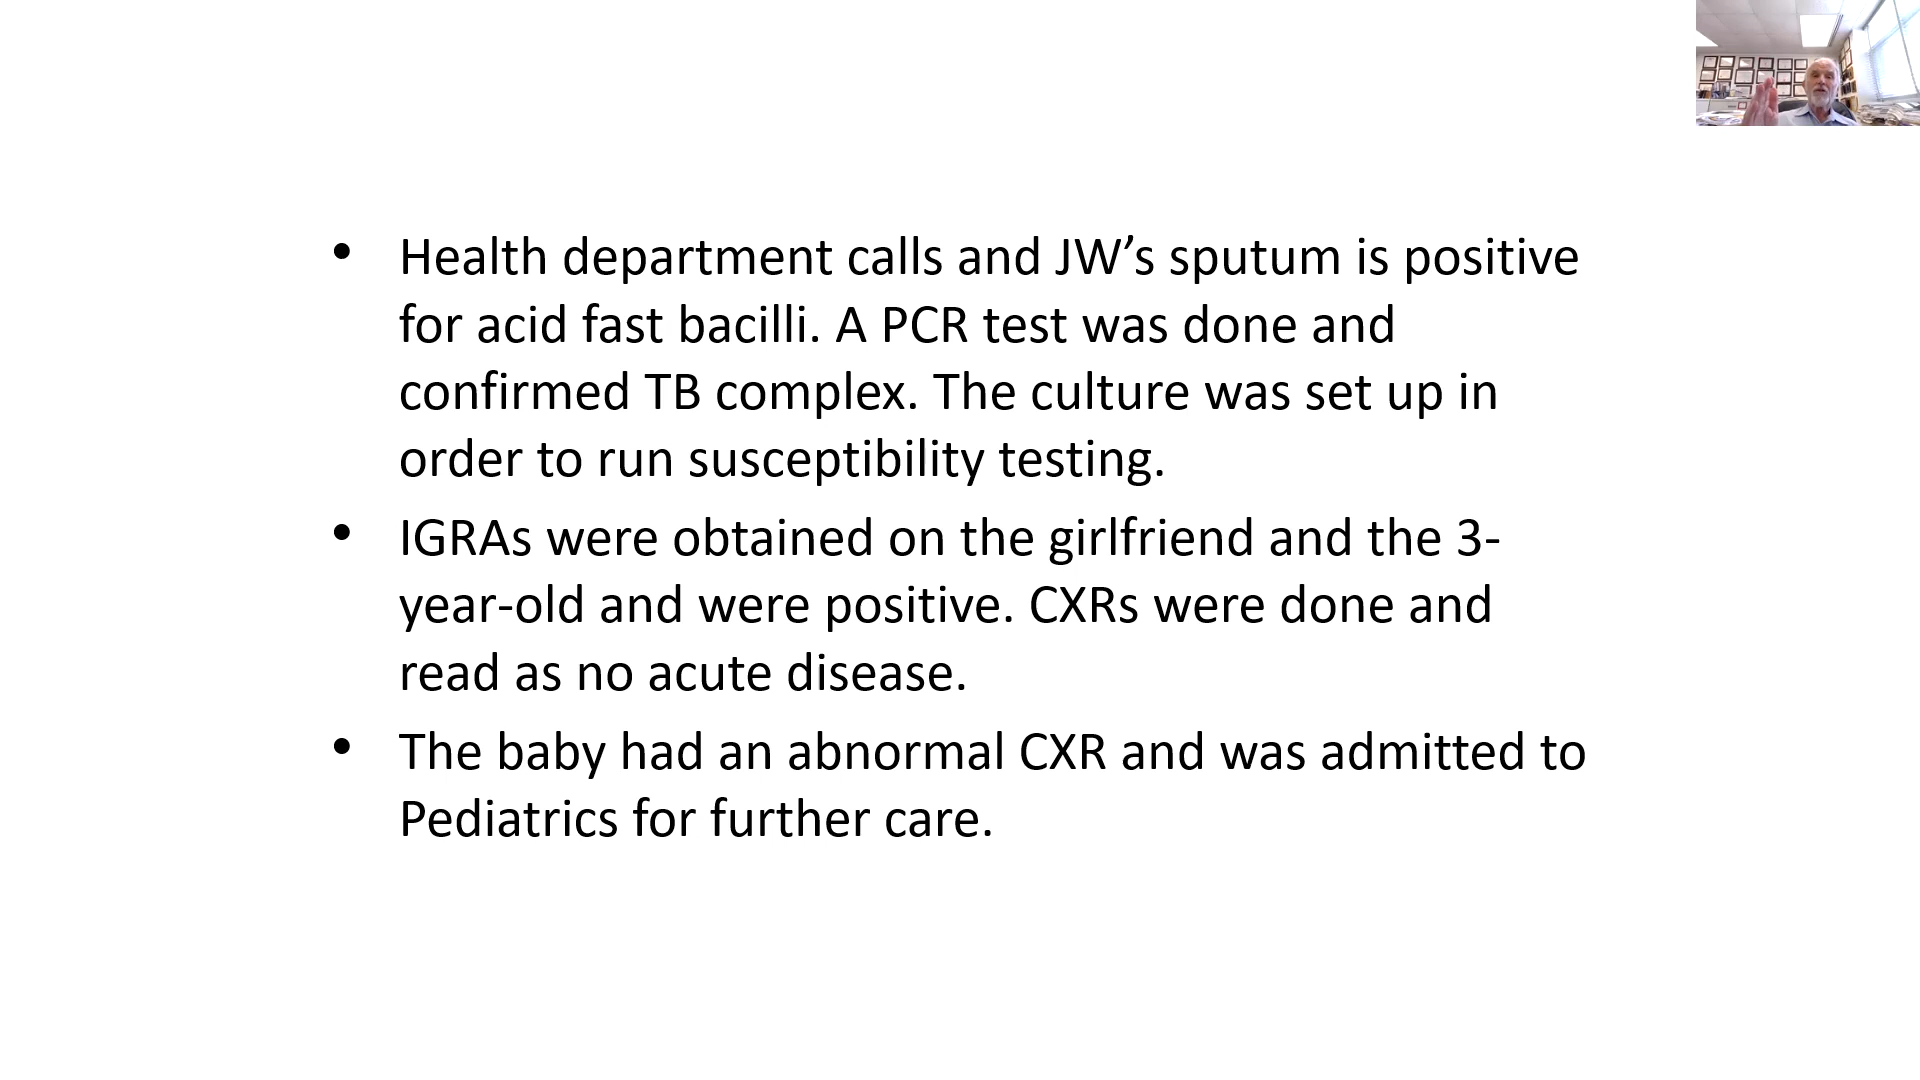 • Health department calls and JW’s sputum is positive
for acid fast bacilli. A PCR test was done and
confirmed TB complex. The culture was set up in
order to run susceptibility testing.
• IGRAs were obtained on the girlfriend and the 3-
year-old and were positive. CXRs were done and
read as no acute disease.
• The baby had an abnormal CXR and was admitted to
Pediatrics for further care.